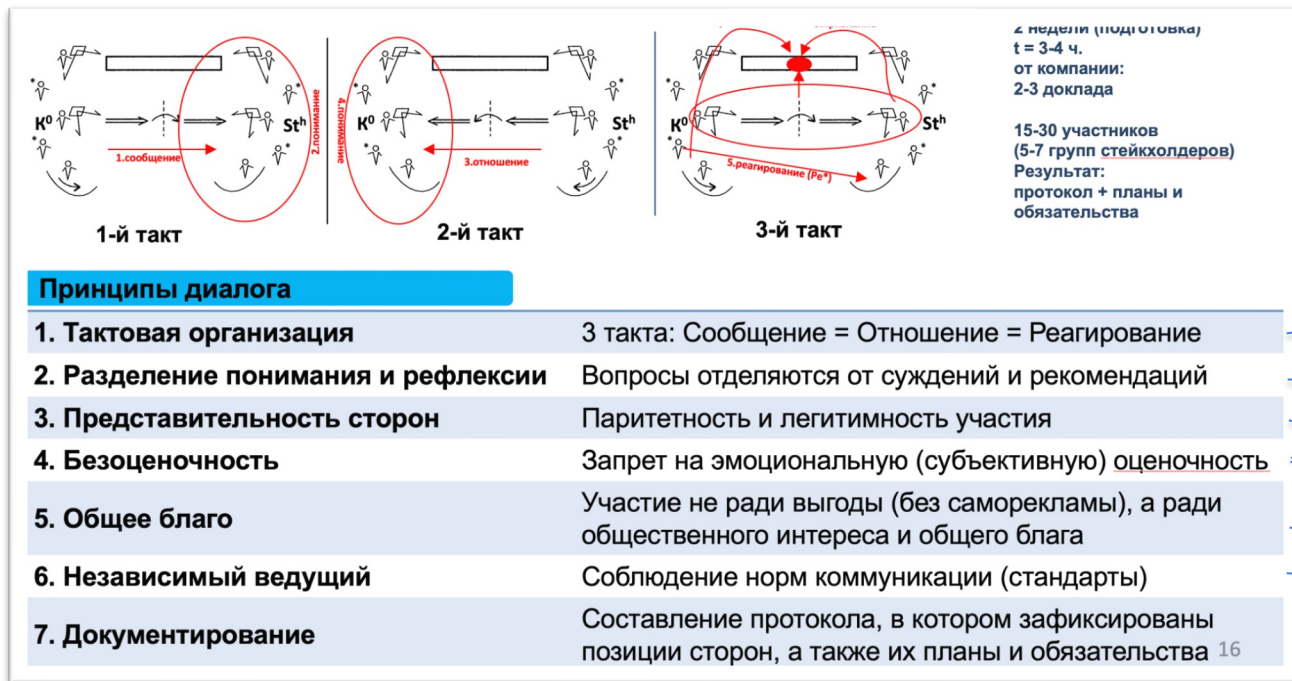 2 недели (подготовка)
t = 3-4 ч.
от компании:
2-3 доклада
15-30 участников
(5-7 групп стейкхолдеров)
Результат:
протокол + планы и
обязательства
K⁰
1.сообщение
2.понимание
Stʰ
1-й такт
4.понимание
K⁰
3.отношение
Stʰ
2-й такт
K⁰
5.реагирование (Ре*)
Stʰ
3-й такт
Принципы диалога
1. Тактовая организация
3 такта: Сообщение = Отношение = Реагирование
2. Разделение понимания и рефлексии
Вопросы отделяются от суждений и рекомендаций
3. Представительность сторон
Паритетность и легитимность участия
4. Безоценочность
Запрет на эмоциональную (субъективную) оценочность
5. Общее благо
Участие не ради выгоды (без саморекламы), а ради
общественного интереса и общего блага
6. Независимый ведущий
Соблюдение норм коммуникации (стандарты)
7. Документирование
Составление протокола, в котором зафиксированы
позиции сторон, а также их планы и обязательства
16